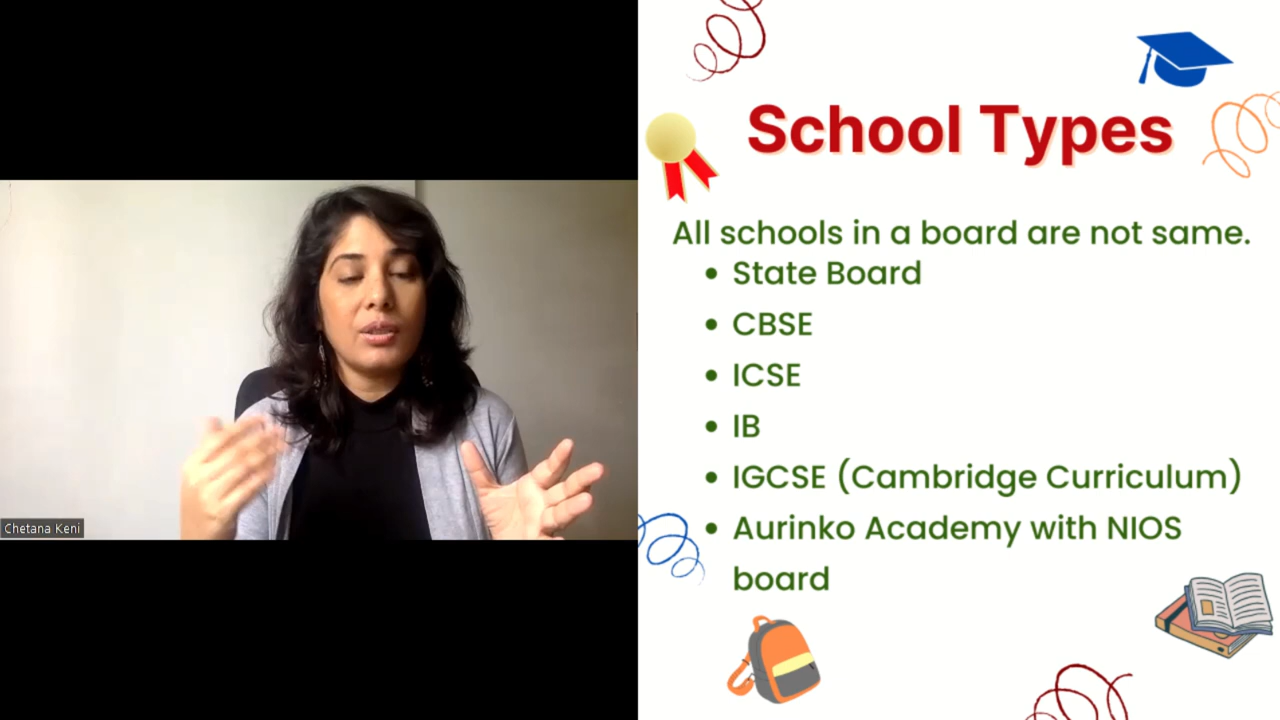 Chetana Keni
School Types
All schools in a board are not same.
• State Board
• CBSE
• ICSE
• IB
• IGCSE (Cambridge Curriculum)
• Aurinko Academy with NIOS
board